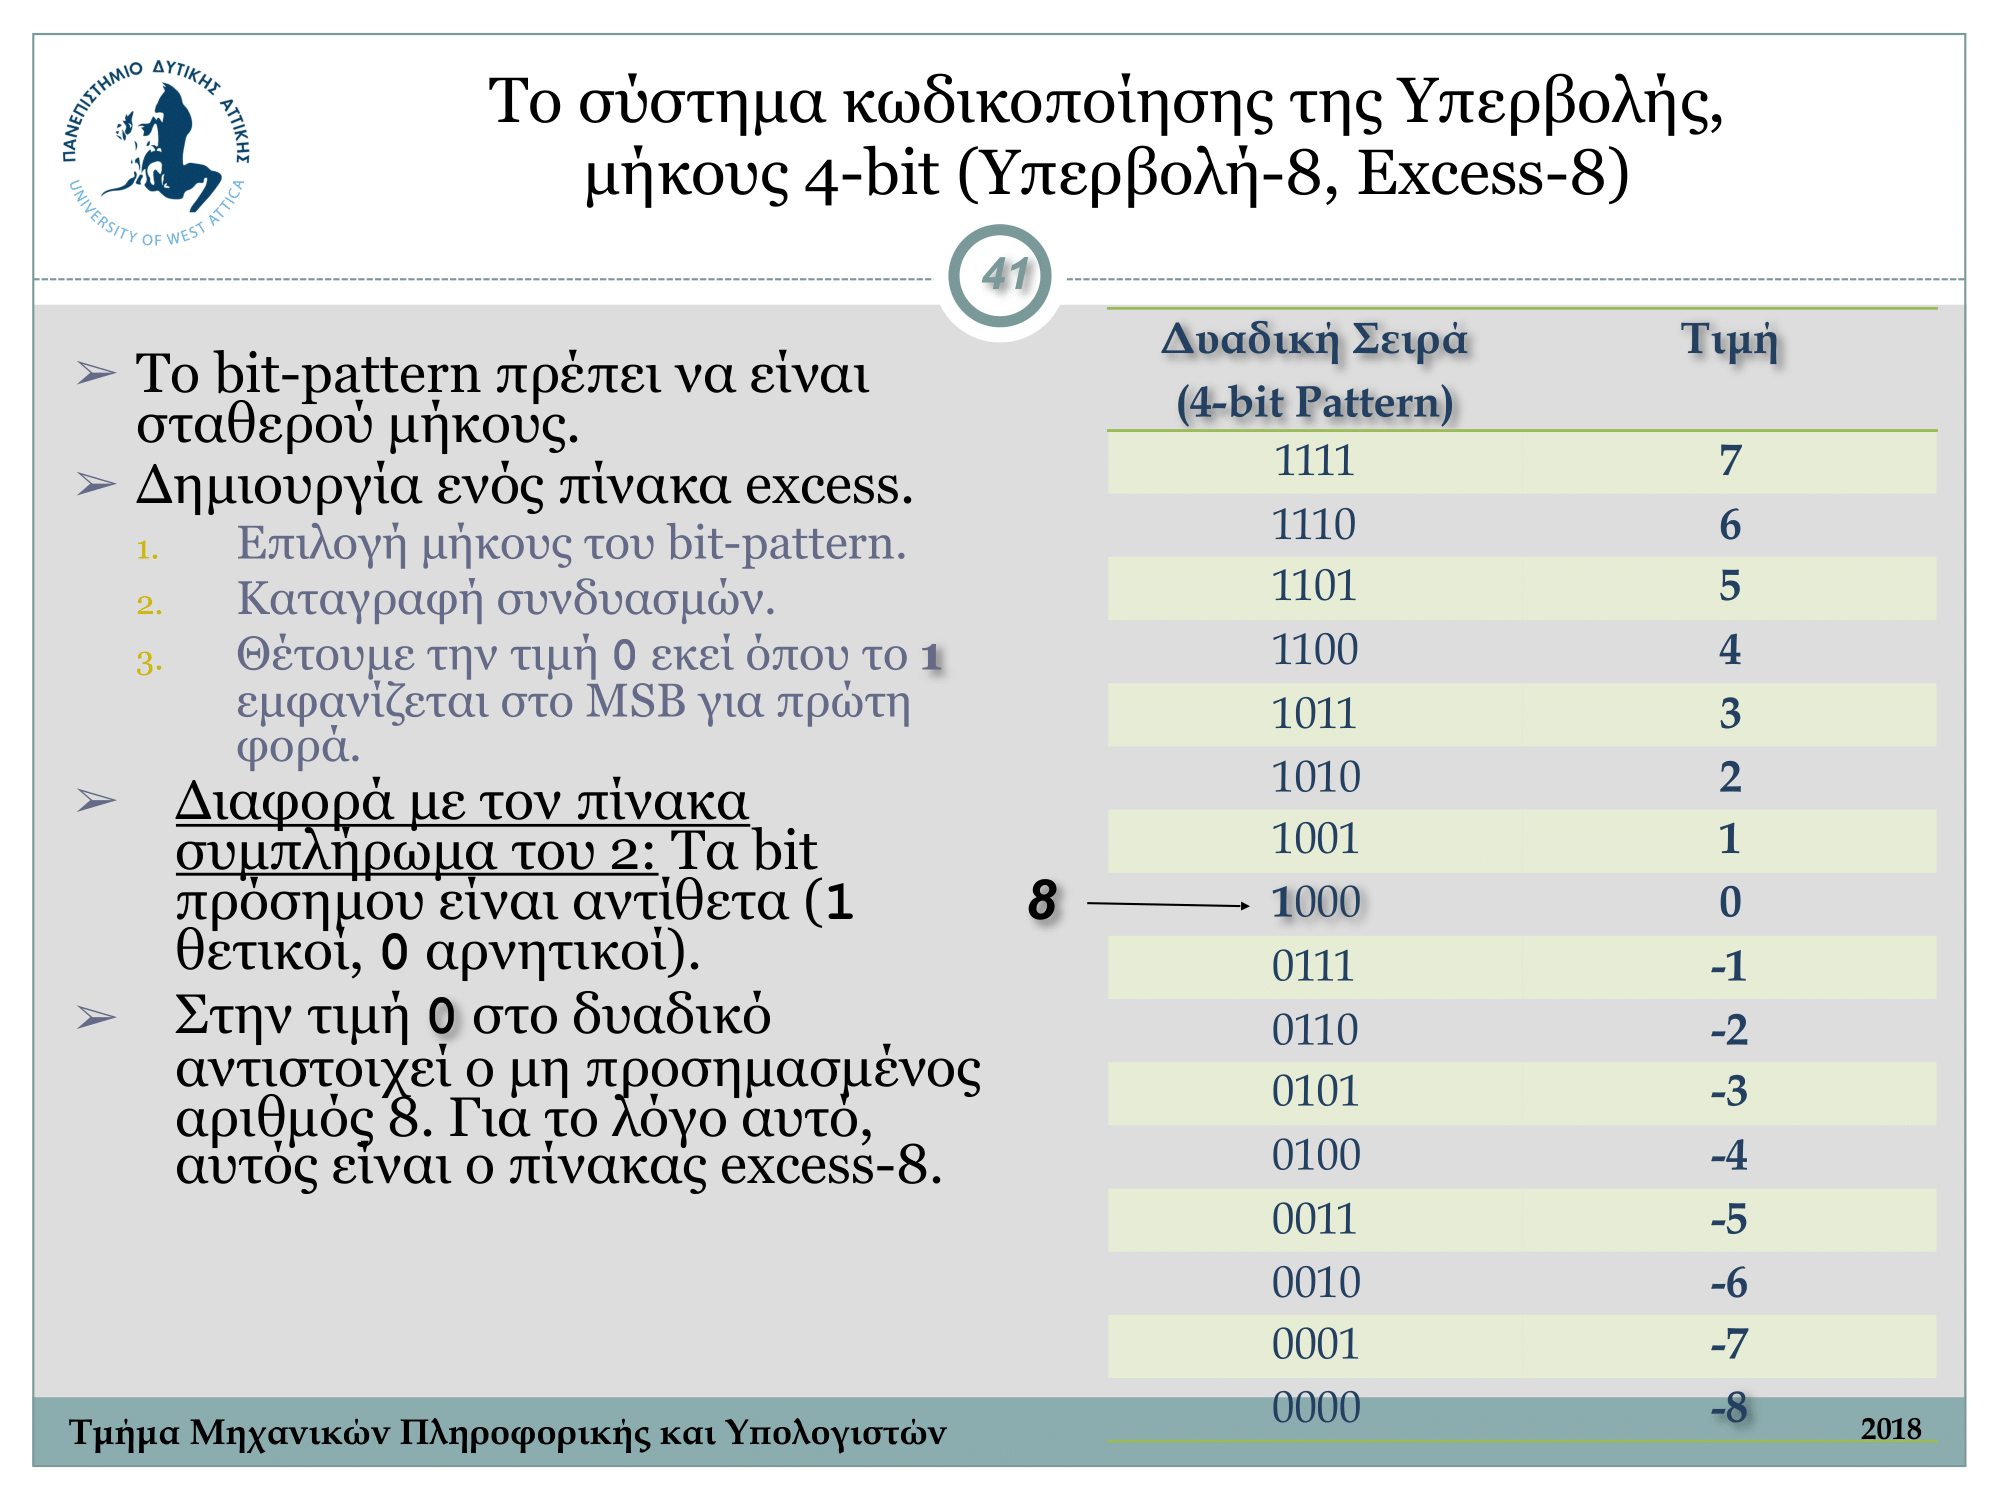 ΠΑΝΕΠΙΣΤΗΜΙΟ ΔΥΤΙΚΗΣ ΑΤΤΙΚΗΣ
UNIVERSITY OF WEST ATTICA
Το σύστημα κωδικοποίησης της Υπερβολής,
μήκους 4-bit (Υπερβολή-8, Excess-8)
41
➢ Το bit-pattern πρέπει να είναι
σταθερού μήκους.
➢ Δημιουργία ενός πίνακα excess.
1. Επιλογή μήκους του bit-pattern.
2. Καταγραφή συνδυασμών.
3. Θέτουμε την τιμή 0 εκεί όπου το 1
εμφανίζεται στο MSB για πρώτη
φορά.
➢ Διαφορά με τον πίνακα
συμπλήρωμα του 2: Τα bit
πρόσημου είναι αντίθετα (1
θετικοί, 0 αρνητικοί).
➢ Στην τιμή 0 στο δυαδικό
αντιστοιχεί ο μη προσημασμένος
αριθμός 8. Για το λόγο αυτό,
αυτός είναι ο πίνακας excess-8.
Δυαδική Σειρά Τιμή
(4-bit Pattern)
1111 7
1110 6
1101 5
1100 4
1011 3
1010 2
1001 1
8 1000 0
0111 -1
0110 -2
0101 -3
0100 -4
0011 -5
0010 -6
0001 -7
0000 -8
Τμήμα Μηχανικών Πληροφορικής και Υπολογιστών 2018